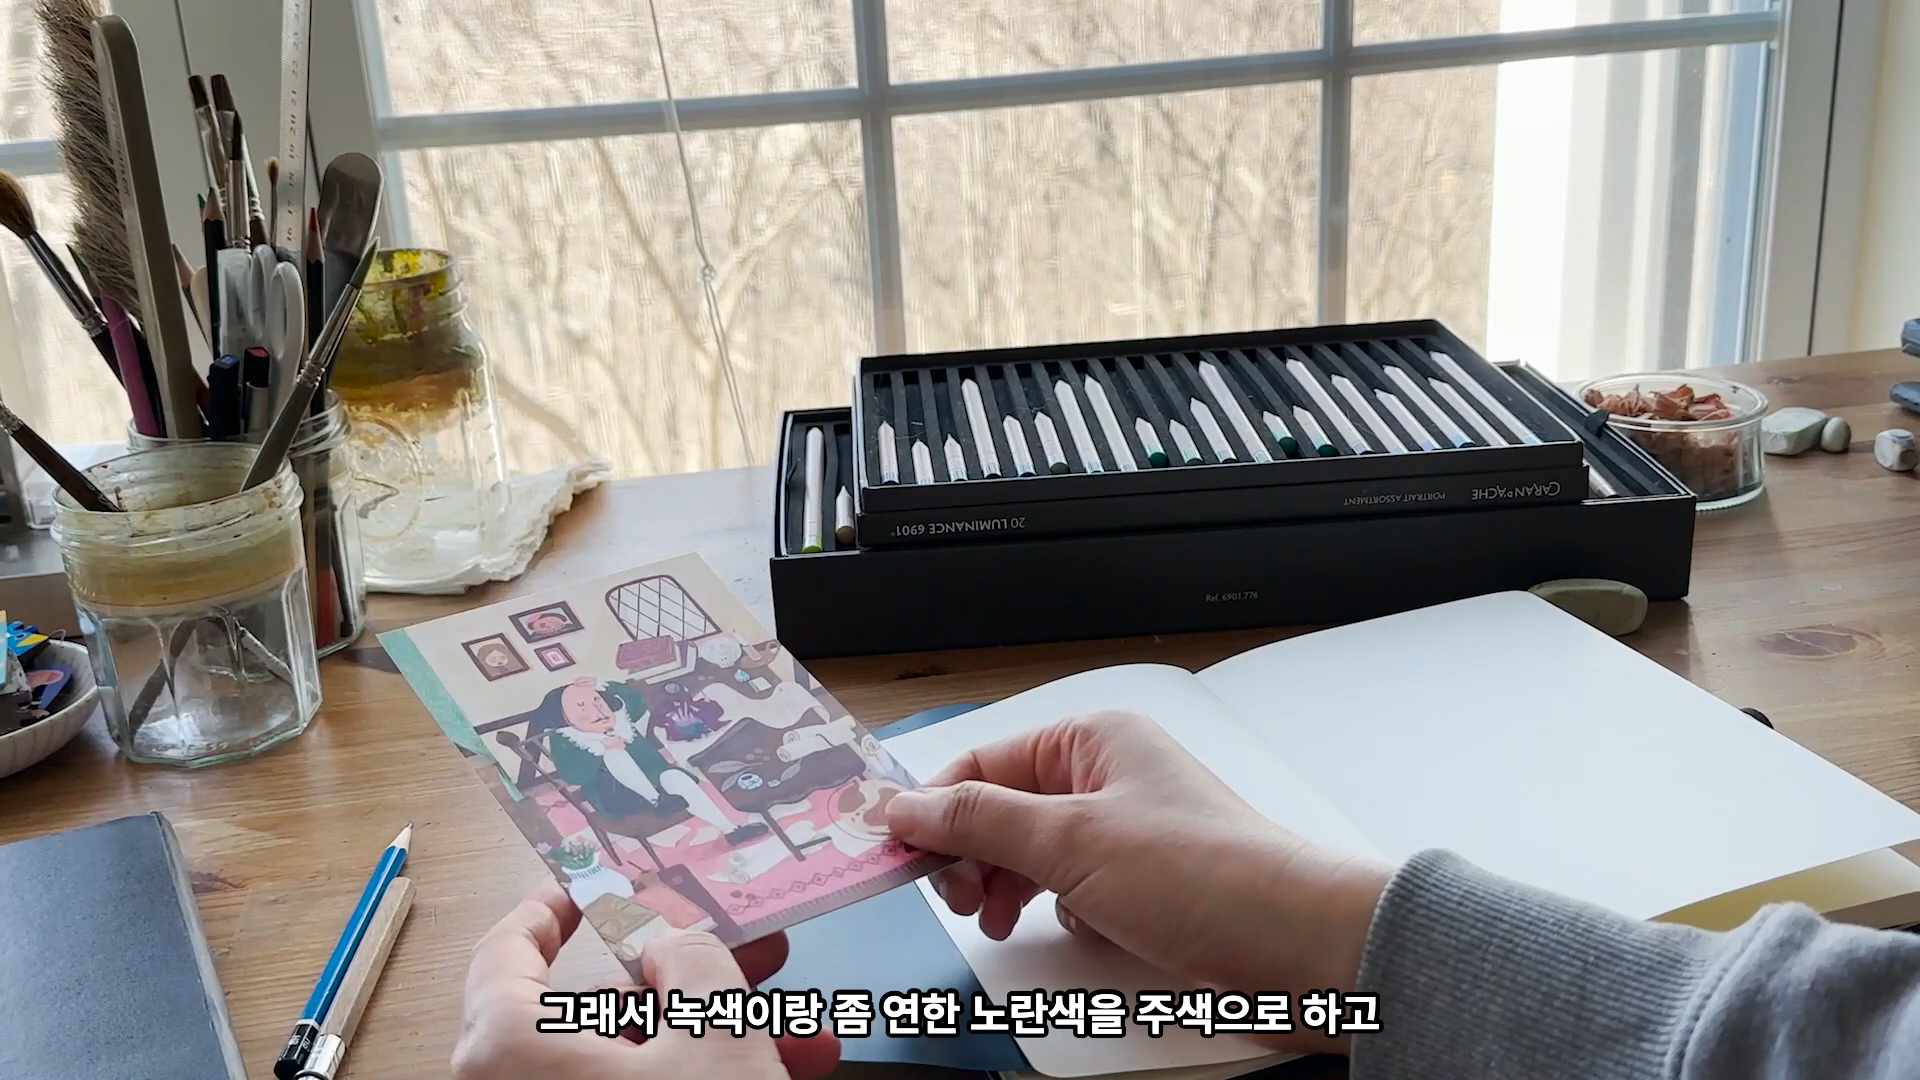 CARAN D'ACHE
PORTRAIT ASSORTMENT
20 LUMINANCE 6901®
Ref. 6901.776
그래서 녹색이랑 좀 연한 노란색을 주색으로 하고